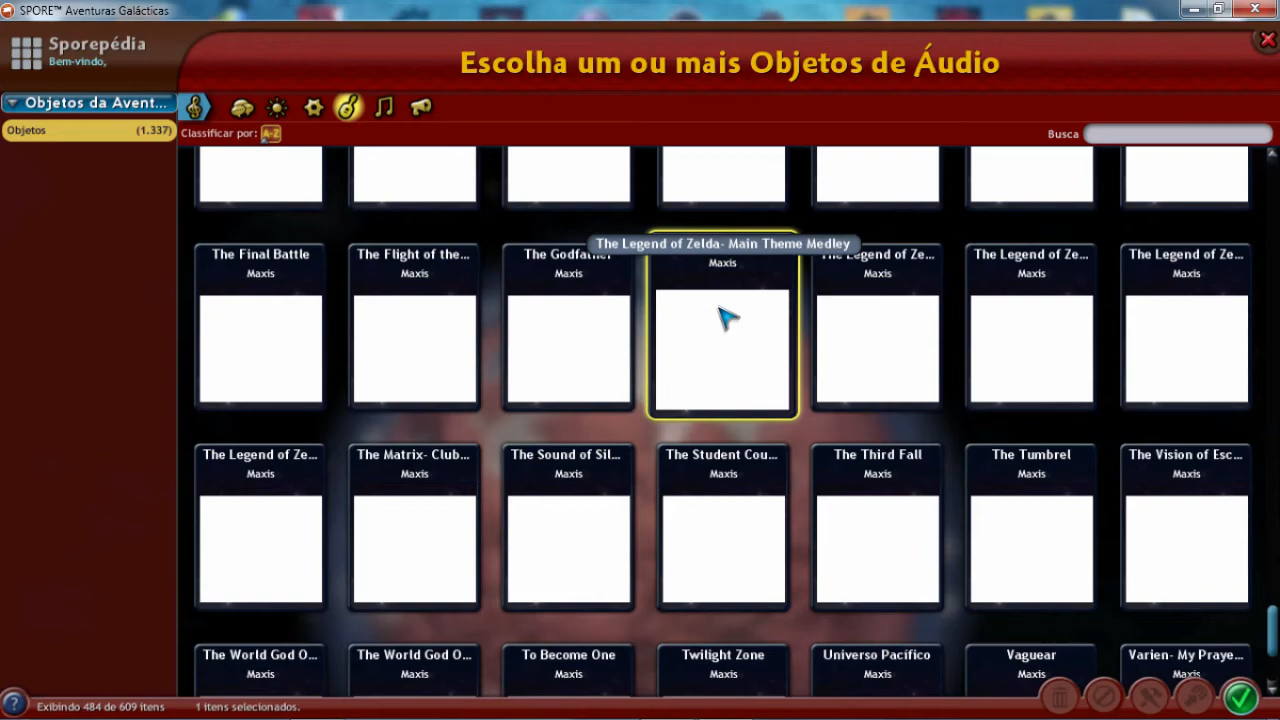 SPORE™ Aventuras Galácticas
Sporepédia
Bem-vindo,
Escolha um ou mais Objetos de Áudio
Objetos da Avent...
Objetos (1.337)
Classificar por: A-Z
Busca
The Final Battle
Maxis
The Flight of the...
Maxis
The Godfather
Maxis
The Legend of Zelda- Main Theme Medley
Maxis
The Legend of Ze...
Maxis
The Legend of Ze...
Maxis
The Legend of Ze...
Maxis
The Legend of Ze...
Maxis
The Matrix- Club...
Maxis
The Sound of Sil...
Maxis
The Student Cou...
Maxis
The Third Fall
Maxis
The Tumbrel
Maxis
The Vision of Esc...
Maxis
The World God O...
Maxis
The World God O...
Maxis
To Become One
Maxis
Twilight Zone
Maxis
Universo Pacífico
Maxis
Vaguear
Maxis
Varien- My Praye...
Maxis
?
Exibindo 484 de 609 itens
1 itens selecionados.